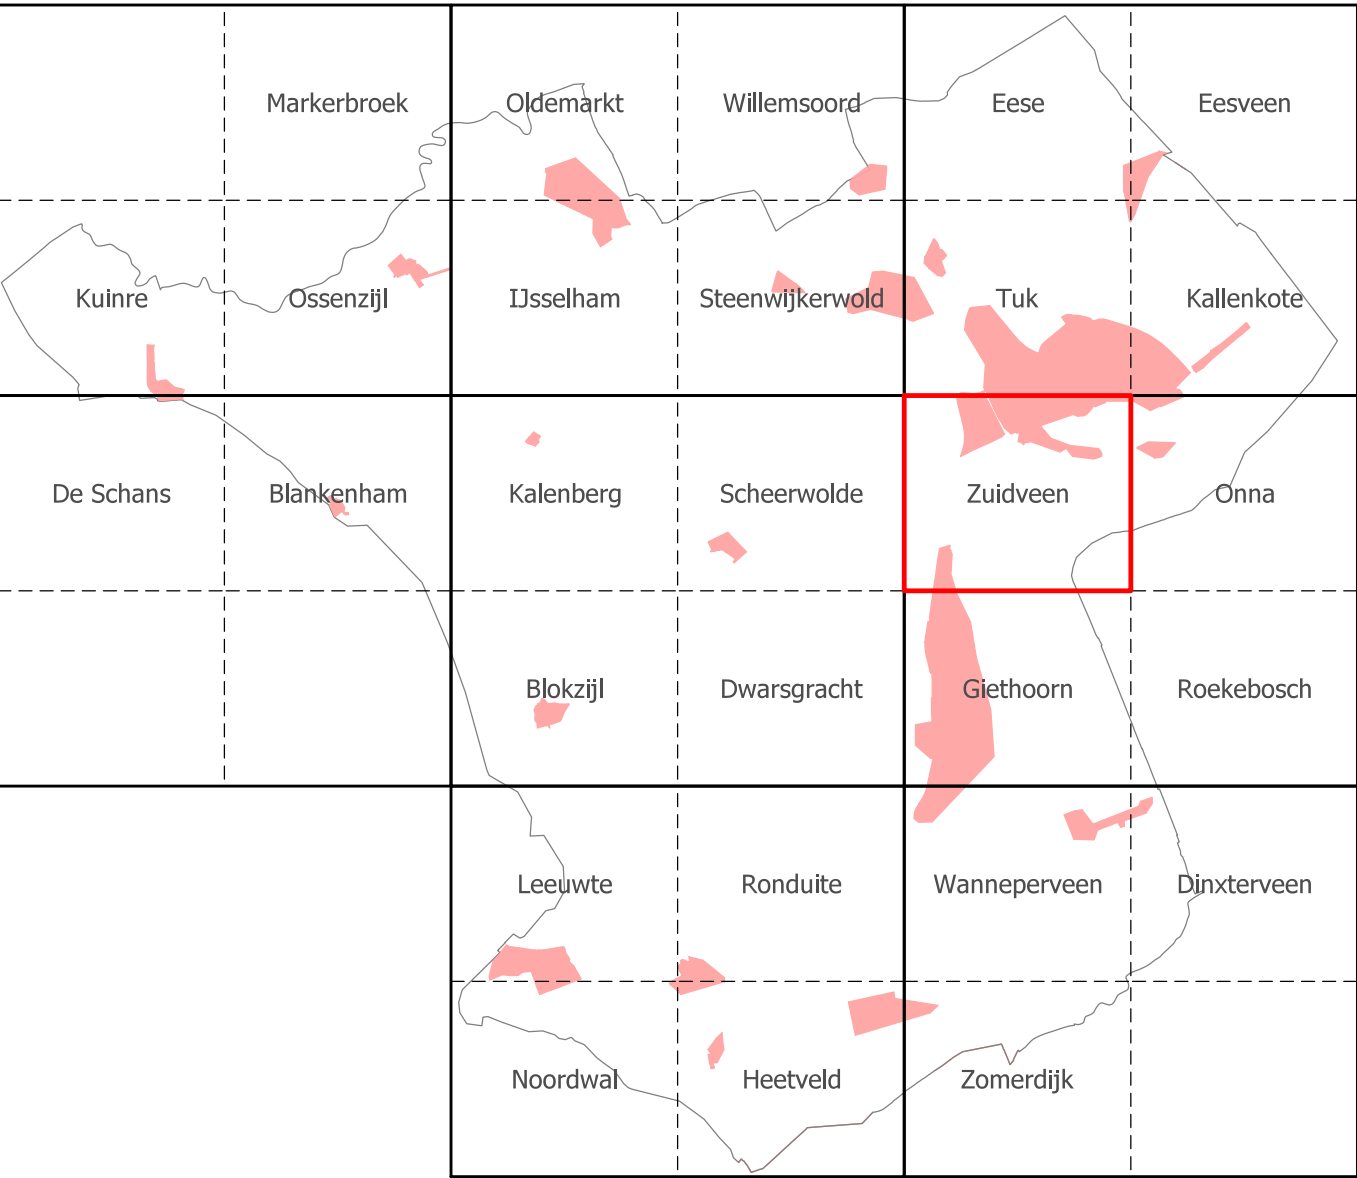 Markerbroek
Oldemarkt
Willemsoord
Eese
Eesveen
Kuinre
Ossenzijl
IJsselham
Steenwijkerwold
Tuk
Kallenkote
De Schans
Blankenham
Kalenberg
Scheerwolde
Zuidveen
Onna
Blokzijl
Dwarsgracht
Giethoorn
Roekebosch
Leeuwte
Ronduite
Wanneperveen
Dinxterveen
Noordwal
Heetveld
Zomerdijk